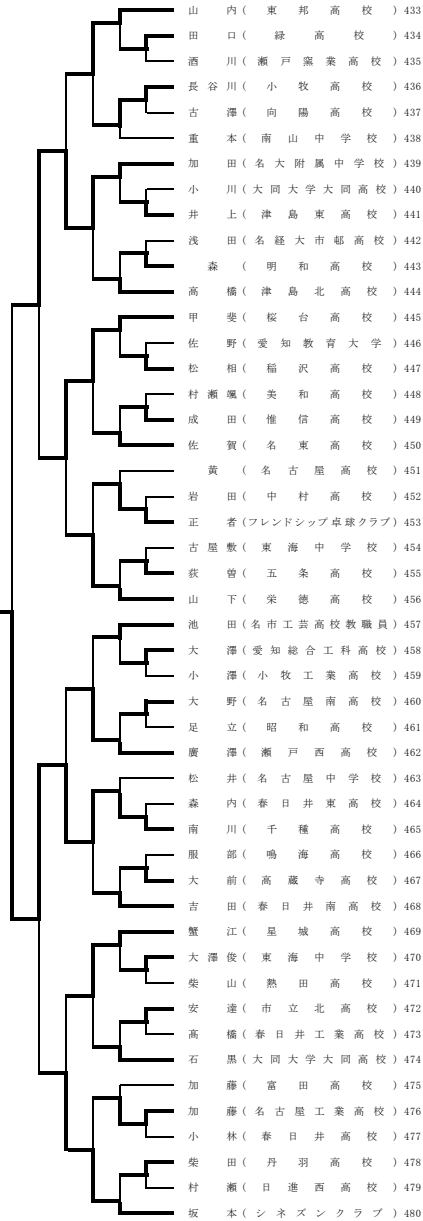 山内(東邦高校)433
田口(緑高校)434
酒川(瀬戸窯業高校)435
長谷川(小牧高校)436
古澤(向陽高校)437
重本(南山中学校)438
加田(名大附属中学校)439
小川(大同大学大同高校)440
井上(津島東高校)441
浅田(名経大市邨高校)442
森(明和高校)443
高橋(津島北高校)444
甲斐(桜台高校)445
佐野(愛知教育大学)446
松相(稲沢高校)447
村瀬颯(美和高校)448
成田(惟信高校)449
佐賀(名東高校)450
黄(名古屋高校)451
岩田(中村高校)452
正者(フレンドシップ卓球クラブ)453
古屋敷(東海中学校)454
荻曽(五条高校)455
山下(栄徳高校)456
池田(名市工芸高校教職員)457
大澤(愛知総合工科高校)458
小澤(小牧工業高校)459
大野(名古屋南高校)460
足立(昭和高校)461
廣澤(瀬戸西高校)462
松井(名古屋中学校)463
森内(春日井東高校)464
南川(千種高校)465
服部(鳴海高校)466
大前(高蔵寺高校)467
吉田(春日井南高校)468
蟹江(星城高校)469
大澤俊(東海中学校)470
柴山(熱田高校)471
安達(市立北高校)472
髙橋(春日井工業高校)473
石黒(大同大学大同高校)474
加藤(富田高校)475
加藤(名古屋工業高校)476
小林(春日井高校)477
柴田(丹羽高校)478
村瀬(日進西高校)479
坂本(シネズンクラブ)480